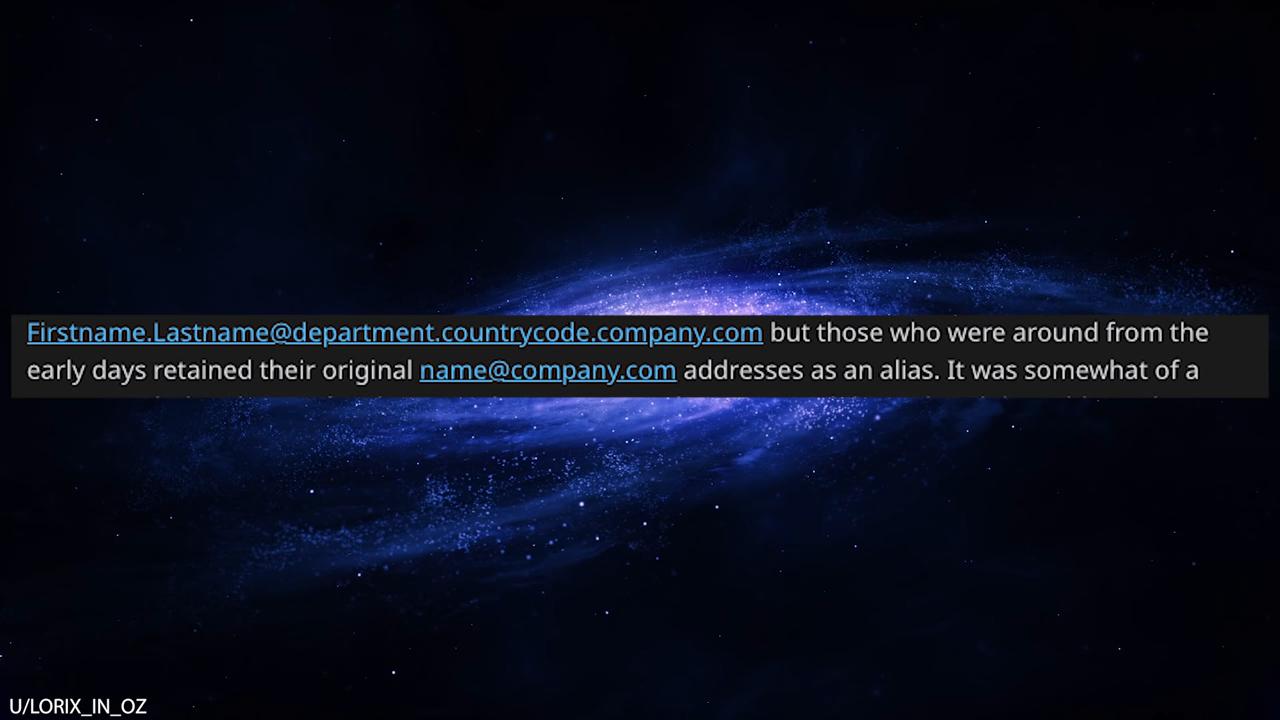 Firstname.Lastname@department.countrycode.company.com but those who were around from the
early days retained their original name@company.com addresses as an alias. It was somewhat of a
U/LORIX_IN_OZ